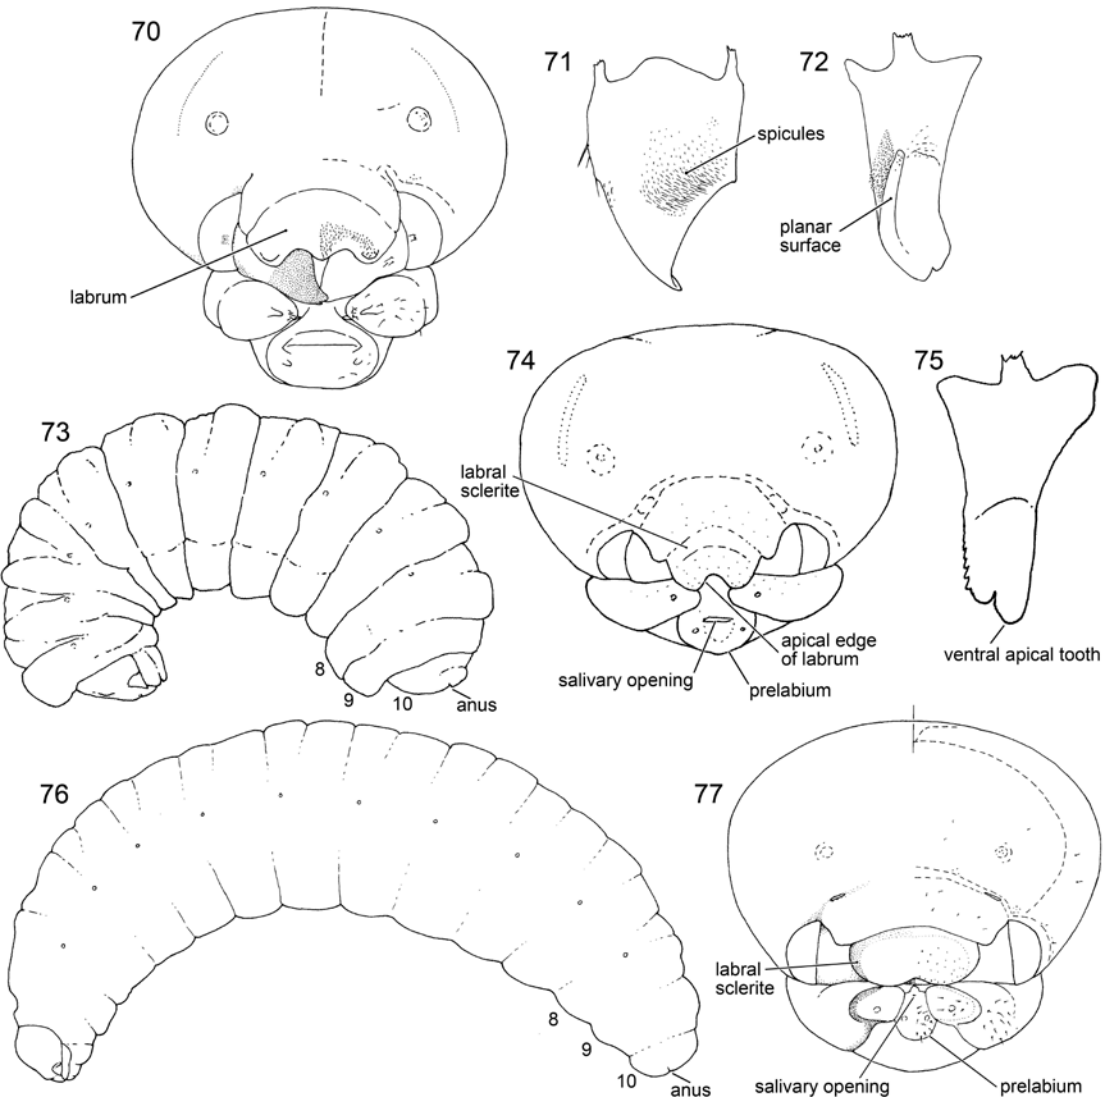 70
71
72
spicules
planar
surface
labrum
73
74
75
labral
sclerite
apical edge
of labrum
salivary opening
prelabium
ventral apical tooth
8
9
10
anus
76
77
labral
sclerite
8
9
10
anus
salivary opening
prelabium